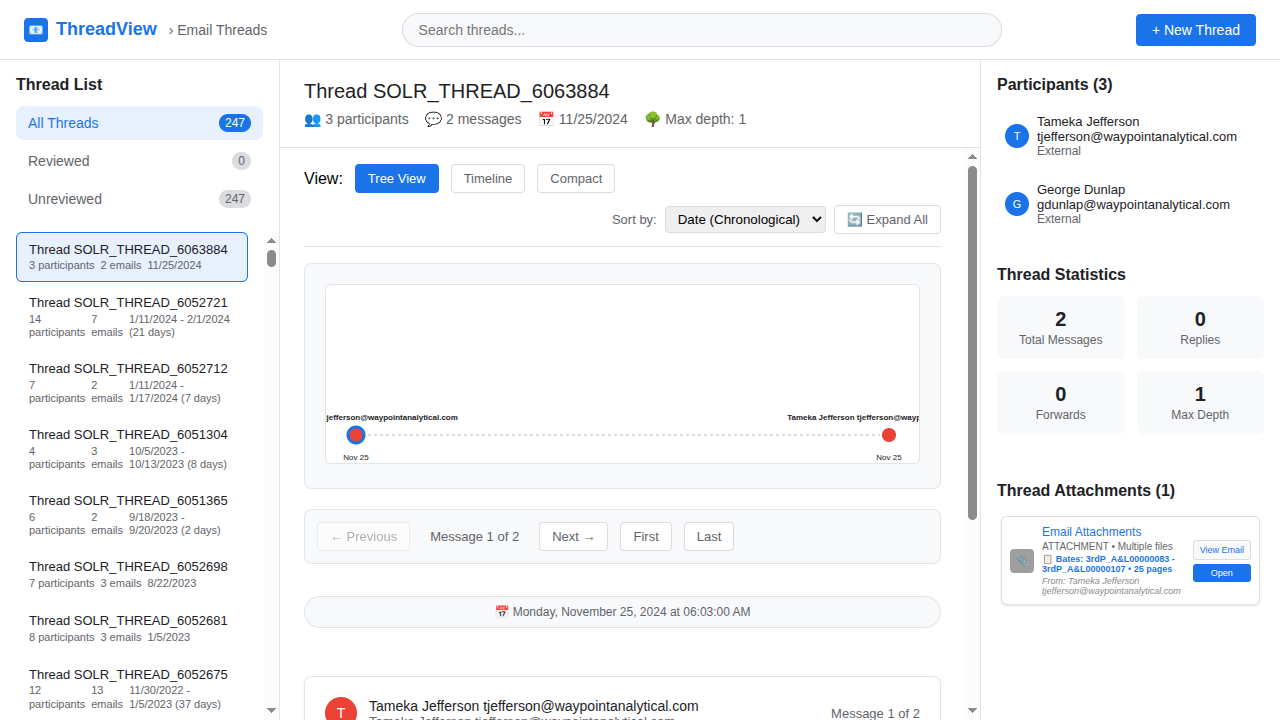 ThreadView › Email Threads
Search threads...
+ New Thread
Thread List
All Threads 247
Reviewed 0
Unreviewed 247
Thread SOLR_THREAD_6063884
3 participants 2 emails 11/25/2024
Thread SOLR_THREAD_6052721
14 participants 7 emails 1/11/2024 - 2/1/2024 (21 days)
Thread SOLR_THREAD_6052712
7 participants 2 emails 1/11/2024 - 1/17/2024 (7 days)
Thread SOLR_THREAD_6051304
4 participants 3 emails 10/5/2023 - 10/13/2023 (8 days)
Thread SOLR_THREAD_6051365
6 participants 2 emails 9/18/2023 - 9/20/2023 (2 days)
Thread SOLR_THREAD_6052698
7 participants 3 emails 8/22/2023
Thread SOLR_THREAD_6052681
8 participants 3 emails 1/5/2023
Thread SOLR_THREAD_6052675
12 participants 13 emails 11/30/2022 - 1/5/2023 (37 days)
Thread SOLR_THREAD_6063884
3 participants 2 messages 11/25/2024 Max depth: 1
View: Tree View Timeline Compact
Sort by: Date (Chronological) Expand All
jefferson@waypointanalytical.com
Tameka Jefferson tjefferson@wayp
Nov 25
Nov 25
← Previous Message 1 of 2 Next → First Last
Monday, November 25, 2024 at 06:03:00 AM
T
Tameka Jefferson tjefferson@waypointanalytical.com
Tameka Jefferson tjefferson@waypointanalytical.com
Message 1 of 2
Participants (3)
T
Tameka Jefferson
tjefferson@waypointanalytical.com
External
G
George Dunlap
gdunlap@waypointanalytical.com
External
Thread Statistics
2
Total Messages
0
Replies
0
Forwards
1
Max Depth
Thread Attachments (1)
Email Attachments
ATTACHMENT • Multiple files
Bates: 3rdP_A&L00000083 -
3rdP_A&L00000107 • 25 pages
From: Tameka Jefferson
tjefferson@waypointanalytical.com
View Email
Open